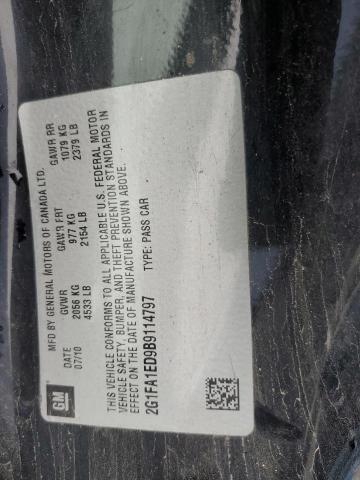 GM
MFD BY GENERAL MOTORS OF CANADA LTD.
DATE GVWR GAWR FRT GAWR RR
07/10 2056 KG 977 KG 1079 KG
4533 LB 2154 LB 2379 LB
THIS VEHICLE CONFORMS TO ALL APPLICABLE U.S. FEDERAL MOTOR
VEHICLE SAFETY, BUMPER, AND THEFT PREVENTION STANDARDS IN
EFFECT ON THE DATE OF MANUFACTURE SHOWN ABOVE.
2G1FA1ED9B9114797 TYPE: PASS CAR